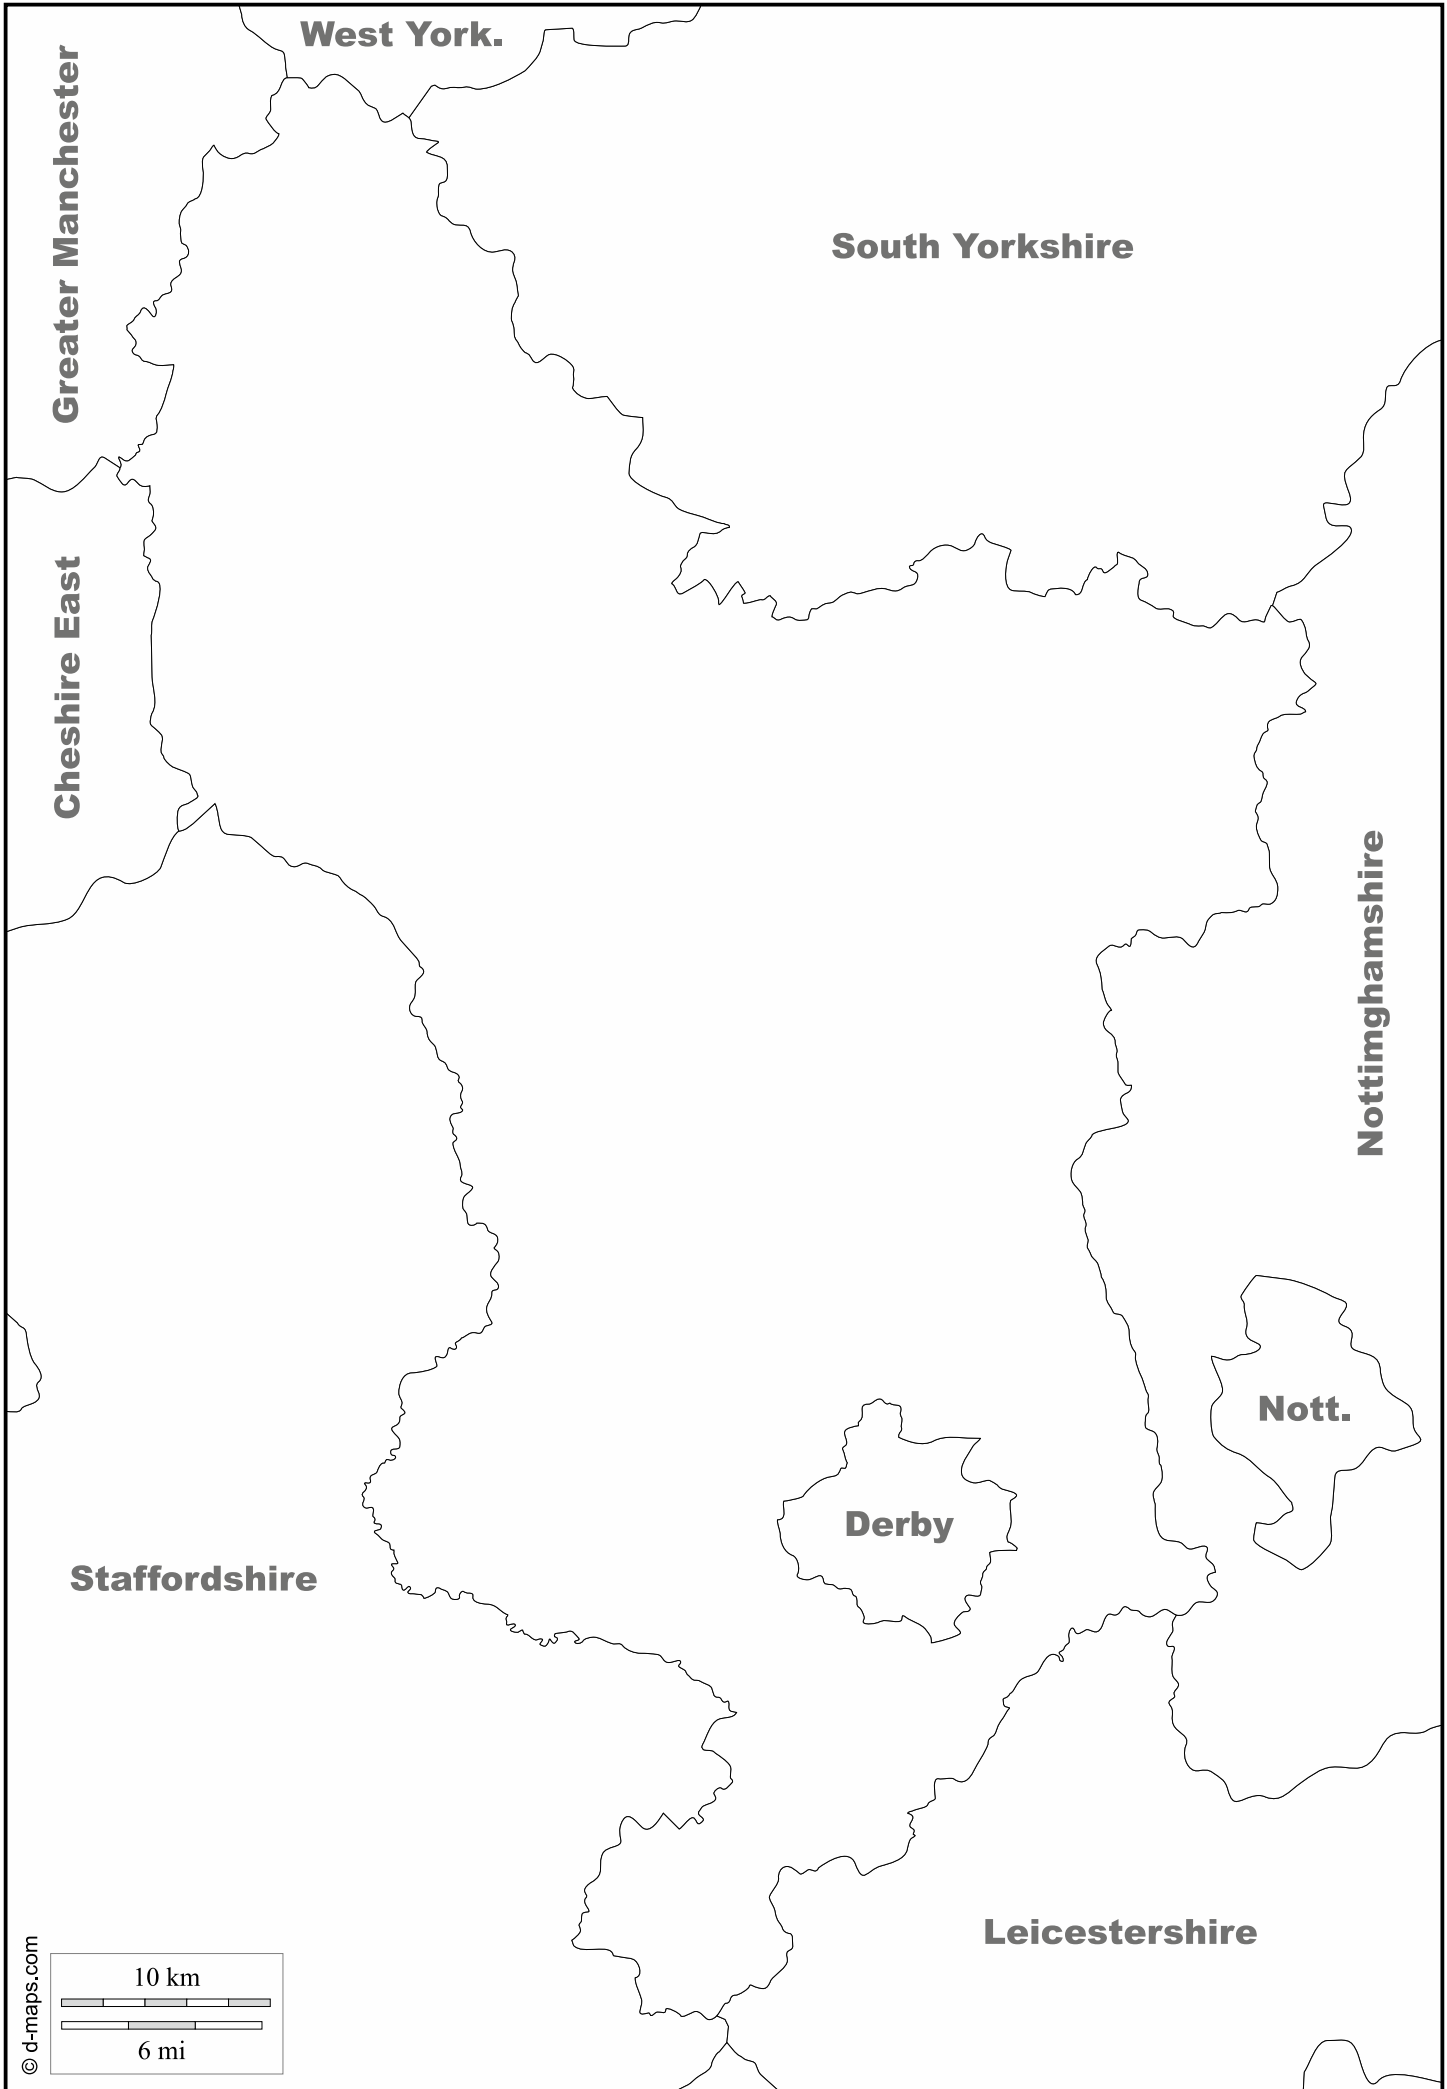 West York.
Greater Manchester
South Yorkshire
Cheshire East
Nottimghamshire
Nott.
Derby
Staffordshire
Leicestershire
10 km
6 mi
© d-maps.com